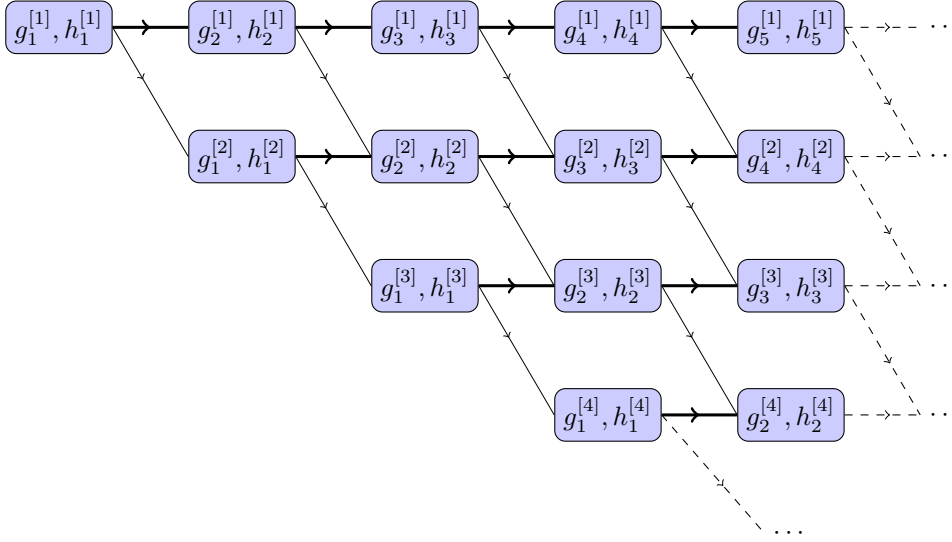 g_1^{[1]}, h_1^{[1]} g_2^{[1]}, h_2^{[1]} g_3^{[1]}, h_3^{[1]} g_4^{[1]}, h_4^{[1]} g_5^{[1]}, h_5^{[1]} ··
g_1^{[2]}, h_1^{[2]} g_2^{[2]}, h_2^{[2]} g_3^{[2]}, h_3^{[2]} g_4^{[2]}, h_4^{[2]} ··
g_1^{[3]}, h_1^{[3]} g_2^{[3]}, h_2^{[3]} g_3^{[3]}, h_3^{[3]} ··
g_1^{[4]}, h_1^{[4]} g_2^{[4]}, h_2^{[4]} ··
···